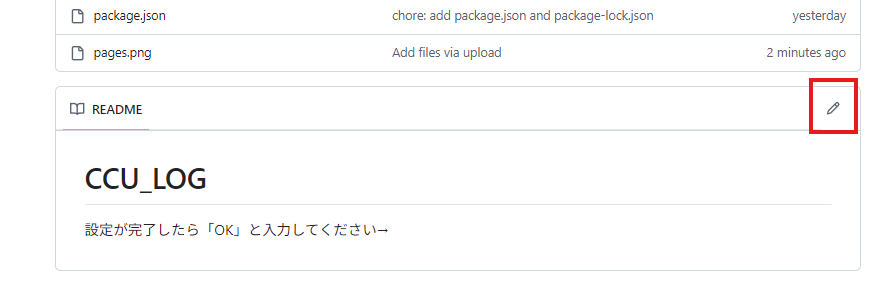 package.json chore: add package.json and package-lock.json yesterday
pages.png Add files via upload 2 minutes ago
README
CCU_LOG
設定が完了したら「OK」と入力してください→